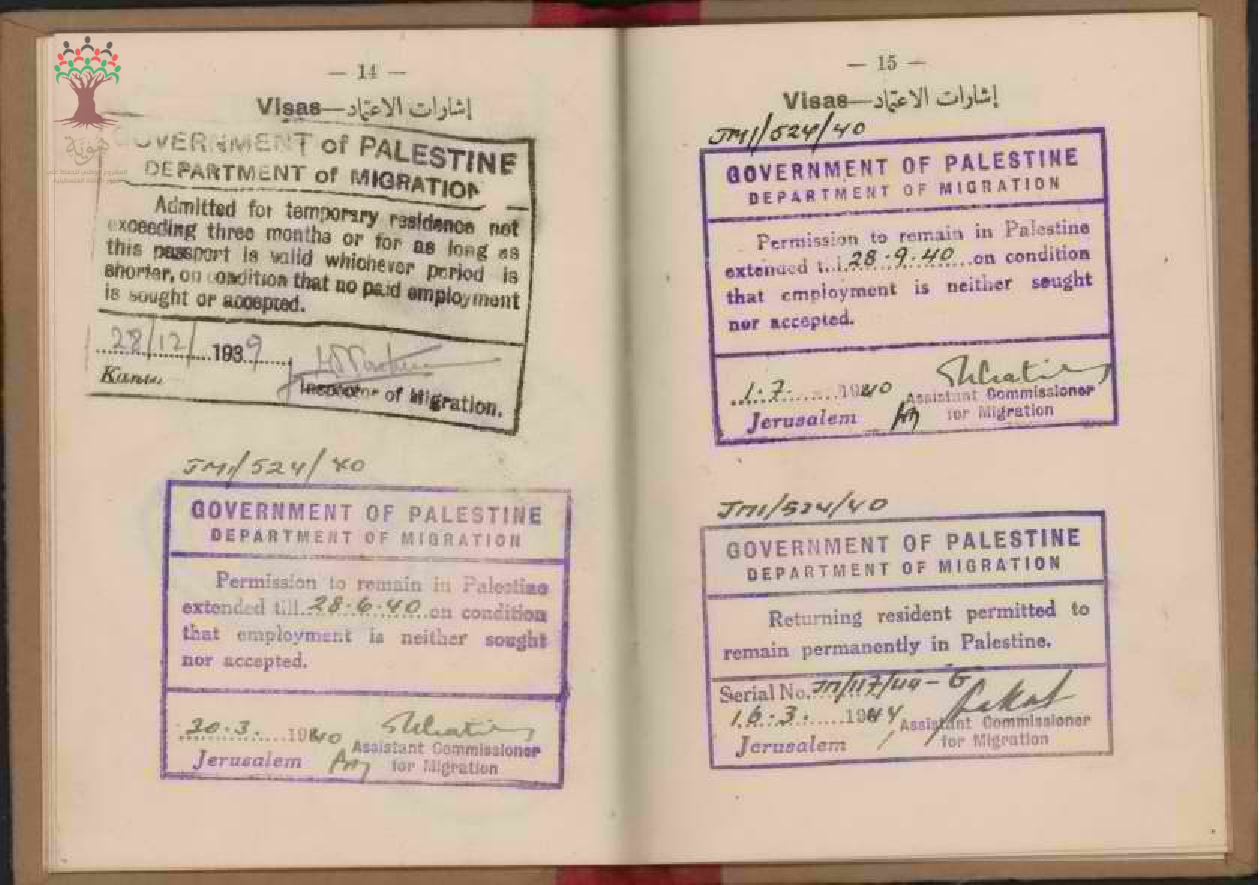 — 14 —
Visas—إشارات الاعتماد
GOVERNMENT of PALESTINE
DEPARTMENT of MIGRATION
Admitted for temporary residence not
exceeding three months or for as long as
this passport is valid whichever period is
shorter, on condition that no paid employment
is sought or accepted.
28/12/1939
Inspector of Migration.
JMI/524/40
GOVERNMENT OF PALESTINE
DEPARTMENT OF MIGRATION
Permission to remain in Palestine
extended till 28.6.40 on condition
that employment is neither sought
nor accepted.
30.3. 1940
Assistant Commissioner
Jerusalem for Migration
— 15 —
Visas—إشارات الاعتماد
JMI/524/40
GOVERNMENT OF PALESTINE
DEPARTMENT OF MIGRATION
Permission to remain in Palestine
extended till 28.9.40 on condition
that employment is neither sought
nor accepted.
1.7. 1940
Assistant Commissioner
Jerusalem for Migration
JMI/524/40
GOVERNMENT OF PALESTINE
DEPARTMENT OF MIGRATION
Returning resident permitted to
remain permanently in Palestine.
Serial No. M/117/44-G
16.3. 1944
Assistant Commissioner
Jerusalem for Migration
هوية